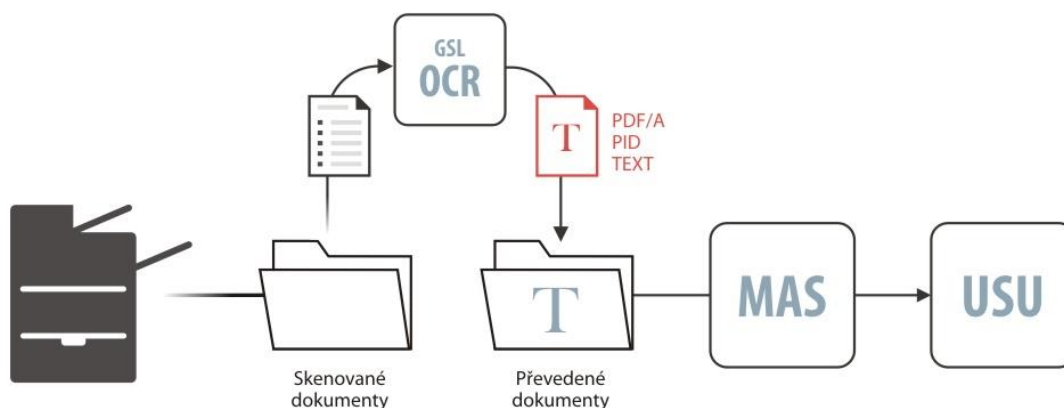 GSL
OCR
T
PDF/A
PID
TEXT
T
MAS
USU
Skenované
dokumenty
Převedené
dokumenty